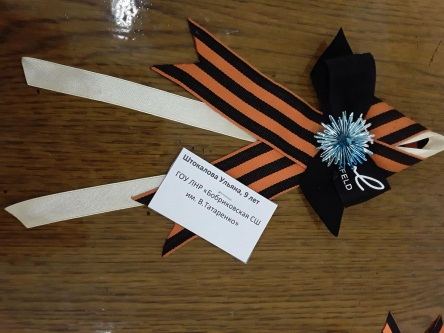 Штокалова Ульяна, 9 лет
ГОУ ЛНР «Бобриковская СШ
им. В.Татаренко»